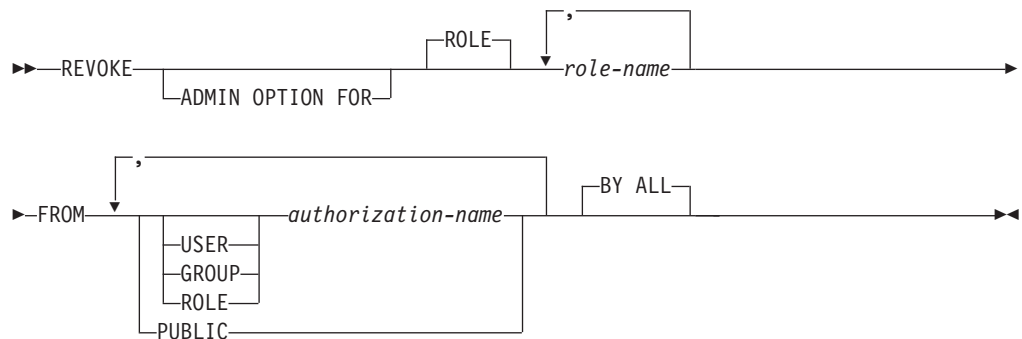 ,
ROLE
REVOKE role-name
ADMIN OPTION FOR
,
BY ALL
FROM authorization-name
USER
GROUP
ROLE
PUBLIC